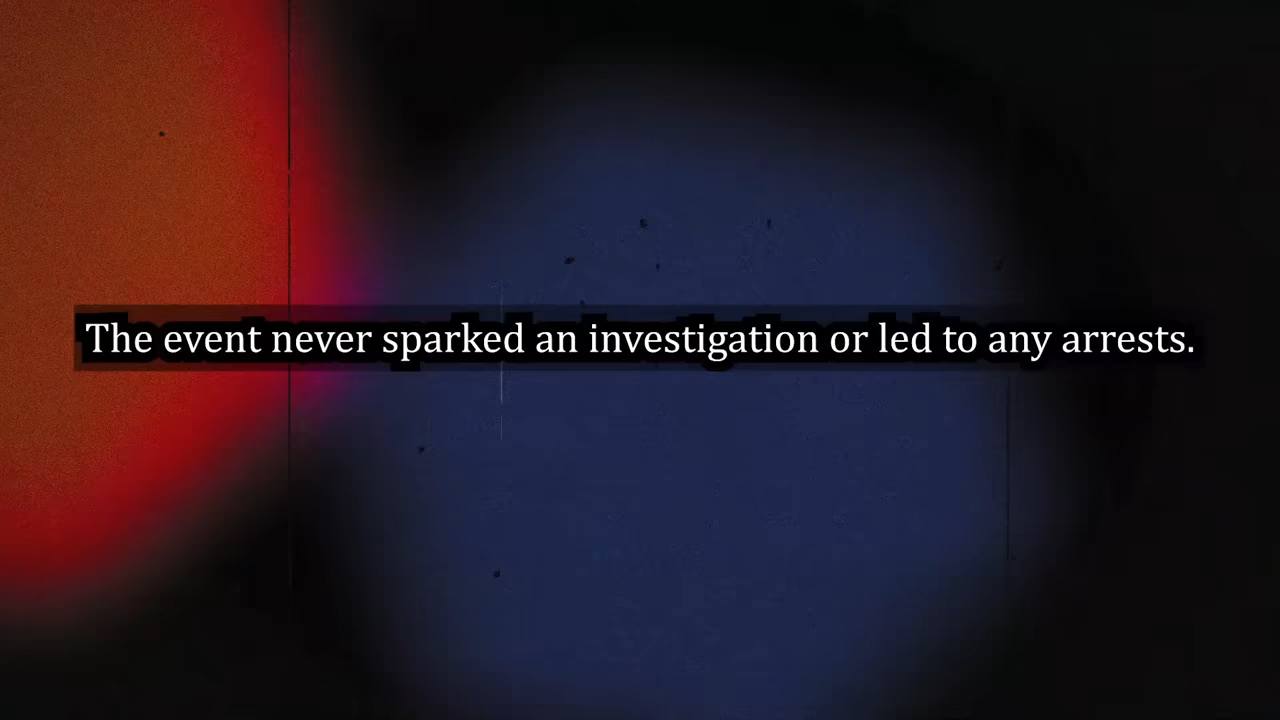 The event never sparked an investigation or led to any arrests.